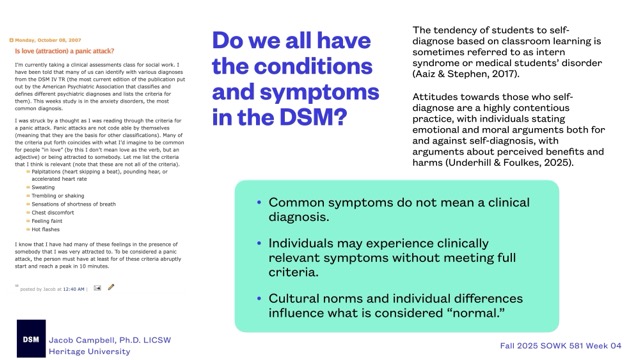 Monday, October 08, 2007
Is love (attraction) a panic attack?
I'm currently taking a clinical assessments class for social work. I
have been told that many of us can identify with various diagnoses
from the DSM IV TR (the most current edition of the publication put
out by the American Psychiatric Association that classifies and
defines different psychiatric diagnoses and lists the criteria for
them). This weeks study is in the anxiety disorders, the most
common diagnosis.
I was struck by a thought as I was reading through the criteria for
a panic attack. Panic attacks are not code able by themselves
(meaning that they are the basis for other classifications). Many of
the criteria put forth coincides with what I'd imagine to be common
for people "in love" (by this I don't mean love as the verb, but an
adjective) or being attracted to somebody. Let me list the criteria
that I think is relevant (note that these are not all of the criteria).
Palpitations (heart skipping a beat), pounding hear, or
accelerated heart rate
Sweating
Trembling or shaking
Sensations of shortness of breath
Chest discomfort
Feeling faint
Hot flashes
I know that I have had many of these feelings in the presence of
somebody that I was very attracted to. To be considered a panic
attack, the person must have at least for of these criteria abruptly
start and reach a peak in 10 minutes.
posted by Jacob at 12:40 AM |
Do we all have
the conditions
and symptoms
in the DSM?
The tendency of students to self-
diagnose based on classroom learning is
sometimes referred to as intern
syndrome or medical students' disorder
(Aaiz & Stephen, 2017).
Attitudes towards those who self-
diagnose are a highly contentious
practice, with individuals stating
emotional and moral arguments both for
and against self-diagnosis, with
arguments about perceived benefits and
harms (Underhill & Foulkes, 2025).
• Common symptoms do not mean a clinical
diagnosis.
• Individuals may experience clinically
relevant symptoms without meeting full
criteria.
• Cultural norms and individual differences
influence what is considered “normal.”
DSM
Jacob Campbell, Ph.D. LICSW
Heritage University
Fall 2025 SOWK 581 Week 04